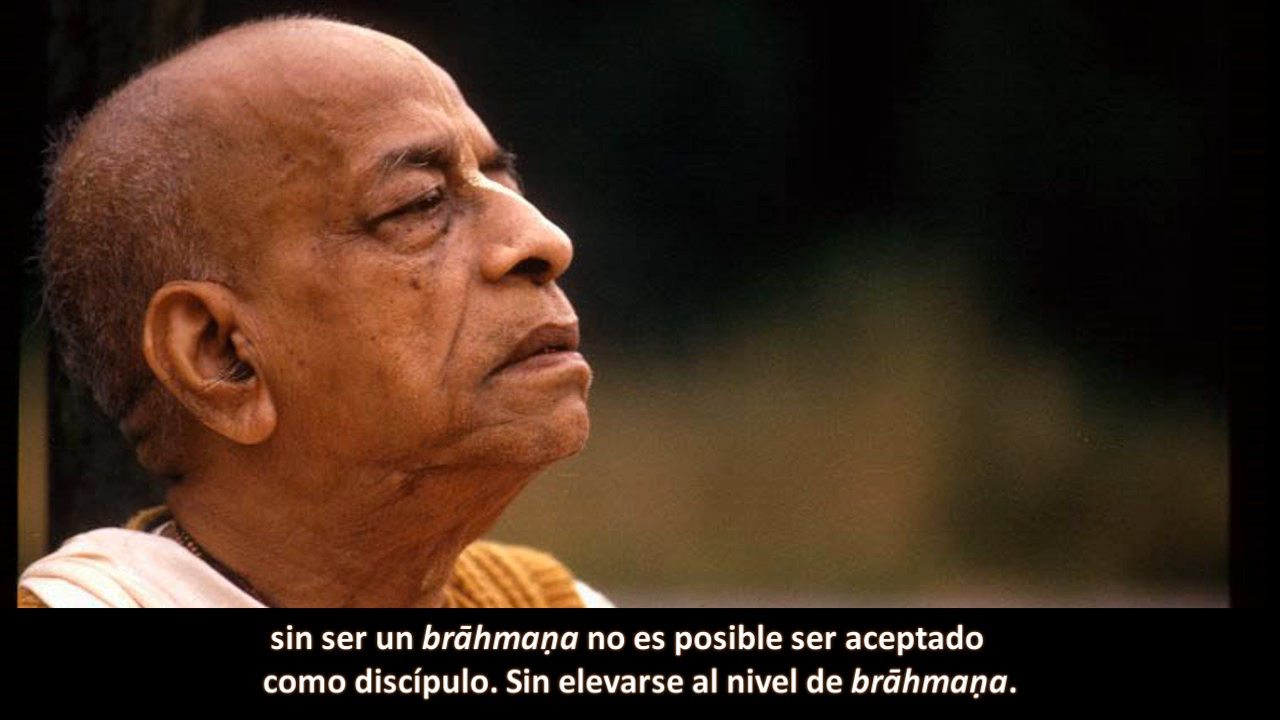 sin ser un brāhmaṇa no es posible ser aceptado
como discípulo. Sin elevarse al nivel de brāhmaṇa.